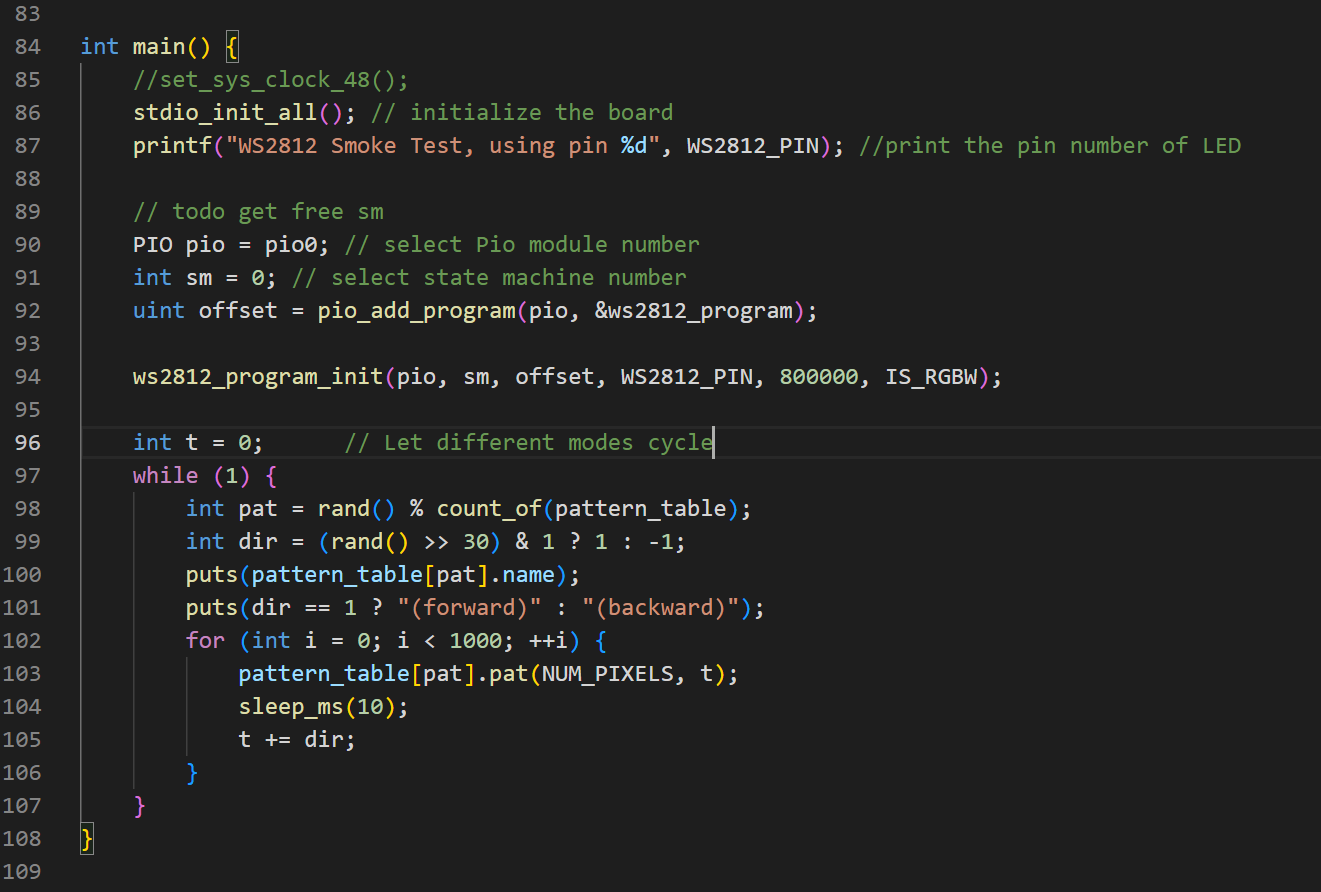 83
84 int main() {
85     //set_sys_clock_48();
86     stdio_init_all(); // initialize the board
87     printf("WS2812 Smoke Test, using pin %d", WS2812_PIN); //print the pin number of LED
88
89     // todo get free sm
90     PIO pio = pio0; // select Pio module number
91     int sm = 0; // select state machine number
92     uint offset = pio_add_program(pio, &ws2812_program);
93
94     ws2812_program_init(pio, sm, offset, WS2812_PIN, 800000, IS_RGBW);
95
96     int t = 0;      // Let different modes cycle
97     while (1) {
98         int pat = rand() % count_of(pattern_table);
99         int dir = (rand() >> 30) & 1 ? 1 : -1;
100         puts(pattern_table[pat].name);
101         puts(dir == 1 ? "(forward)" : "(backward)");
102         for (int i = 0; i < 1000; ++i) {
103             pattern_table[pat].pat(NUM_PIXELS, t);
104             sleep_ms(10);
105             t += dir;
106         }
107     }
108 }
109